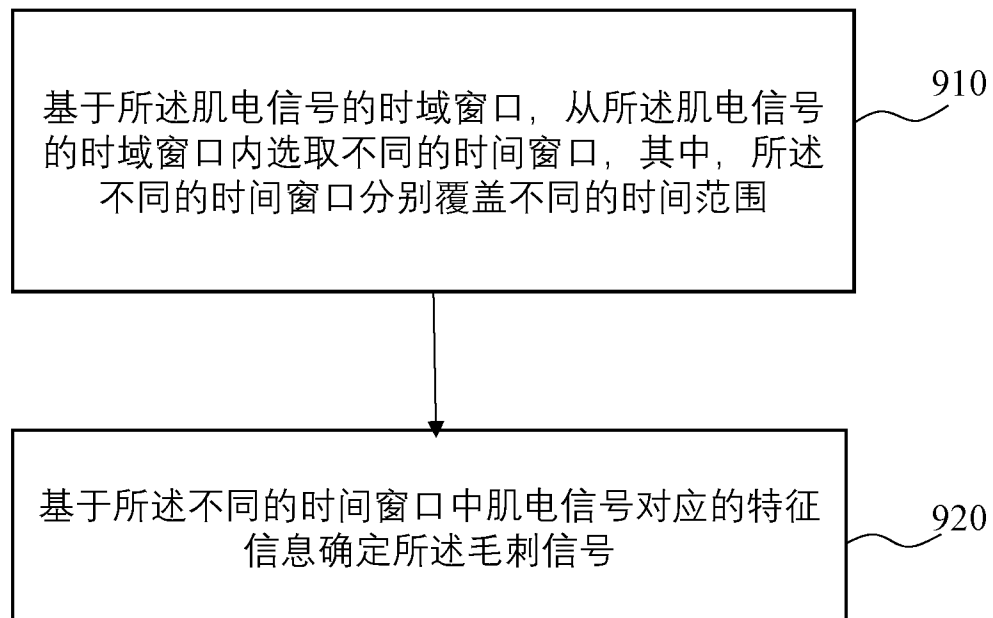 基于所述肌电信号的时域窗口，从所述肌电信号
的时域窗口内选取不同的时间窗口，其中，所述
不同的时间窗口分别覆盖不同的时间范围
910
基于所述不同的时间窗口中肌电信号对应的特征
信息确定所述毛刺信号
920